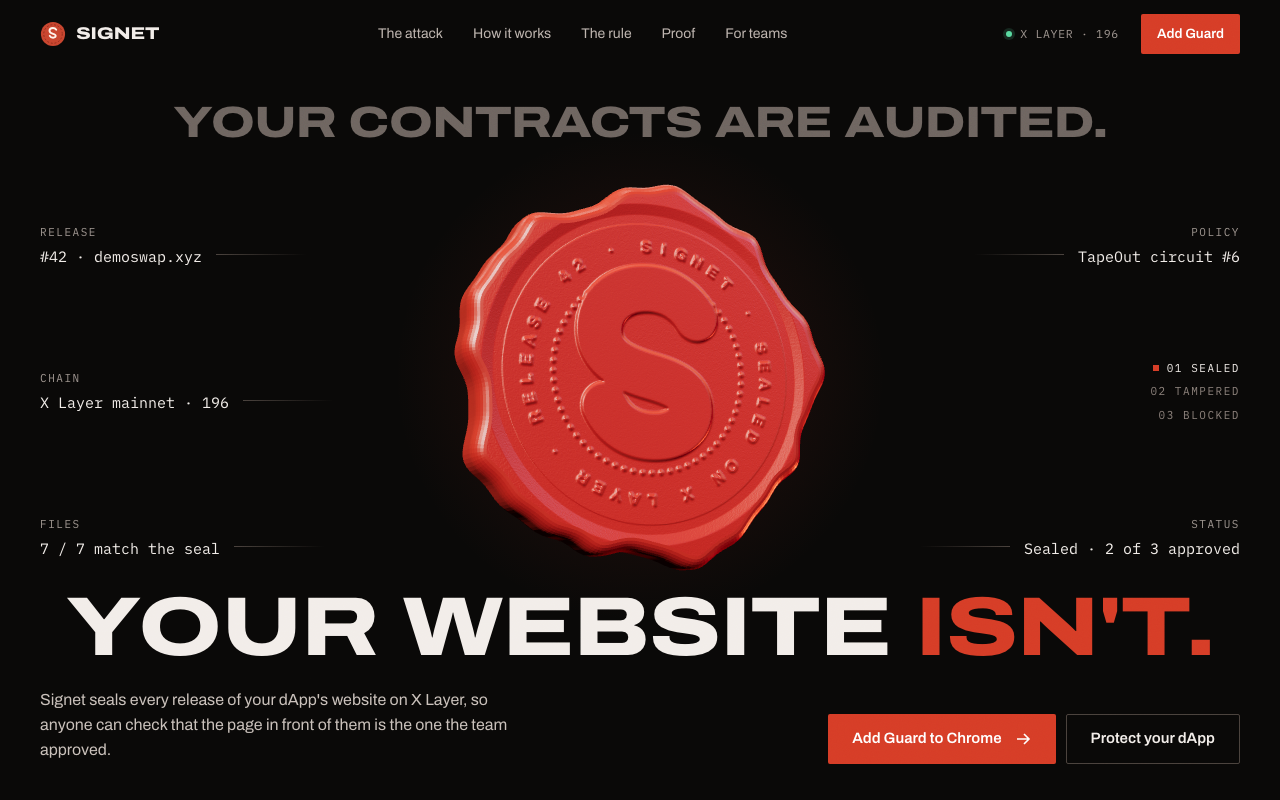 S SIGNET
The attack
How it works
The rule
Proof
For teams
X LAYER · 196
Add Guard
YOUR CONTRACTS ARE AUDITED.
RELEASE
#42 · demoswap.xyz
CHAIN
X Layer mainnet · 196
FILES
7 / 7 match the seal
RELEASE 42 · SIGNET · SEALED ON X LAYER ·
S
POLICY
TapeOut circuit #6
01 SEALED
02 TAMPERED
03 BLOCKED
STATUS
Sealed · 2 of 3 approved
YOUR WEBSITE ISN'T.
Signet seals every release of your dApp's website on X Layer, so
anyone can check that the page in front of them is the one the team
approved.
Add Guard to Chrome →
Protect your dApp